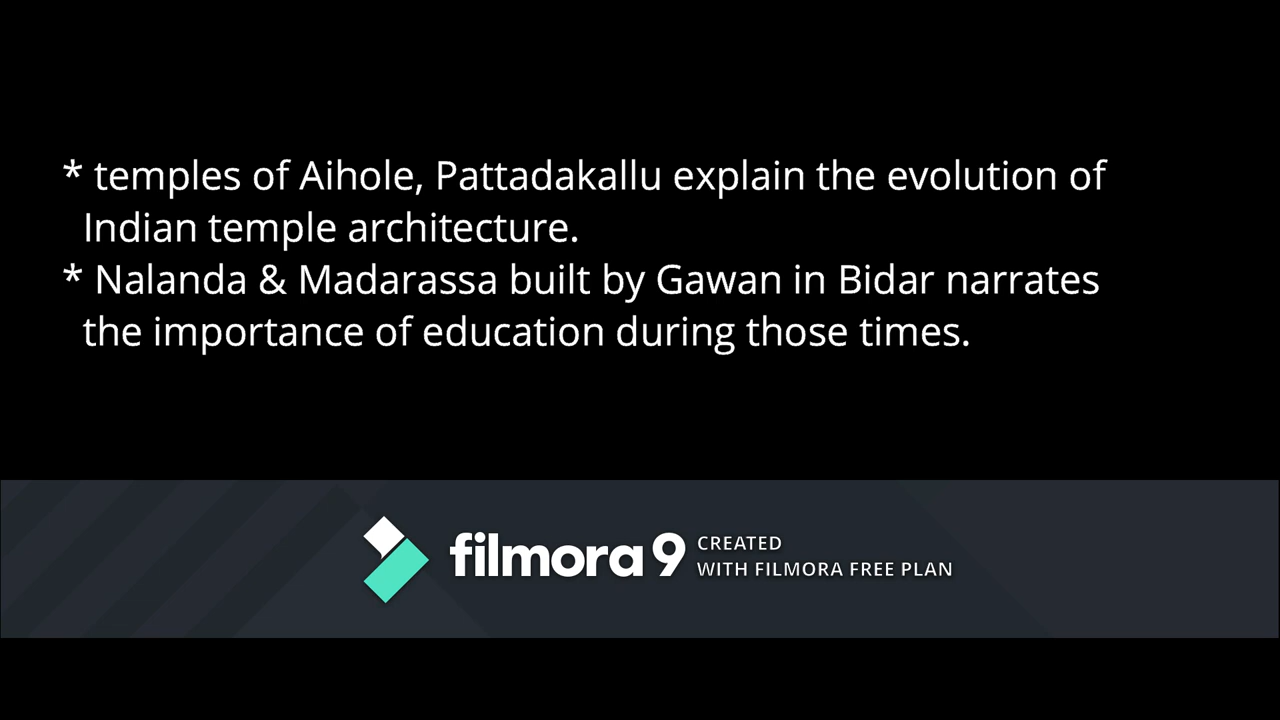 * temples of Aihole, Pattadakallu explain the evolution of
Indian temple architecture.
* Nalanda & Madarassa built by Gawan in Bidar narrates
the importance of education during those times.
filmora 9 CREATED
WITH FILMORA FREE PLAN